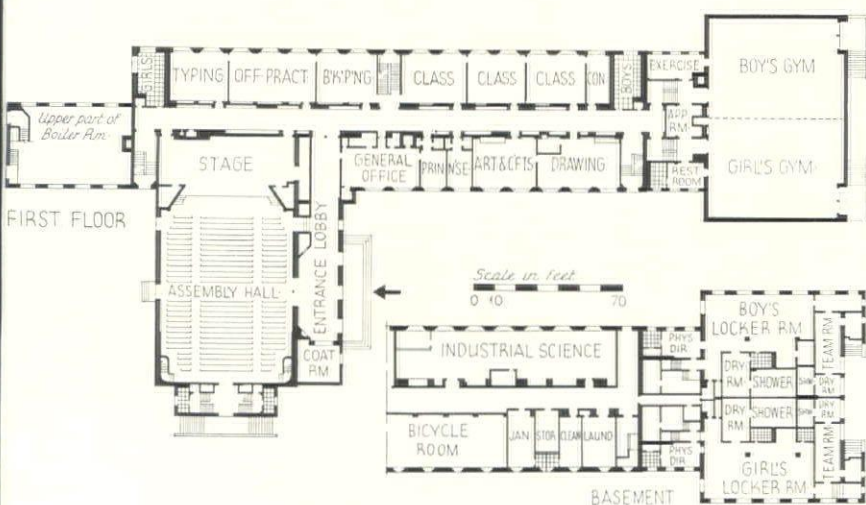 GIRLS
TYPING
OFF PRACT
B'K'P'NG
CLASS
CLASS
CLASS
CON
BOYS
EXERCISE
BOY'S GYM
Upper part of
Boiler Rm
APP
RM
STAGE
GENERAL
OFFICE
PRIN
N'SE
ART & CFTS
DRAWING
REST
ROOM
GIRL'S GYM
FIRST FLOOR
ENTRANCE LOBBY
ASSEMBLY HALL
COAT
RM
Scale in feet
0 10 70
INDUSTRIAL SCIENCE
PHYS
DIR
BOY'S
LOCKER RM
TEAM RM
DRY
RM
SHOWER
SHR
DRY
RM
DRY
RM
SHOWER
SHR
DRY
RM
BICYCLE
ROOM
JAN
STOR
CLEAN
LAUND
PHYS
DIR
GIRL'S
LOCKER RM
TEAM RM
BASEMENT